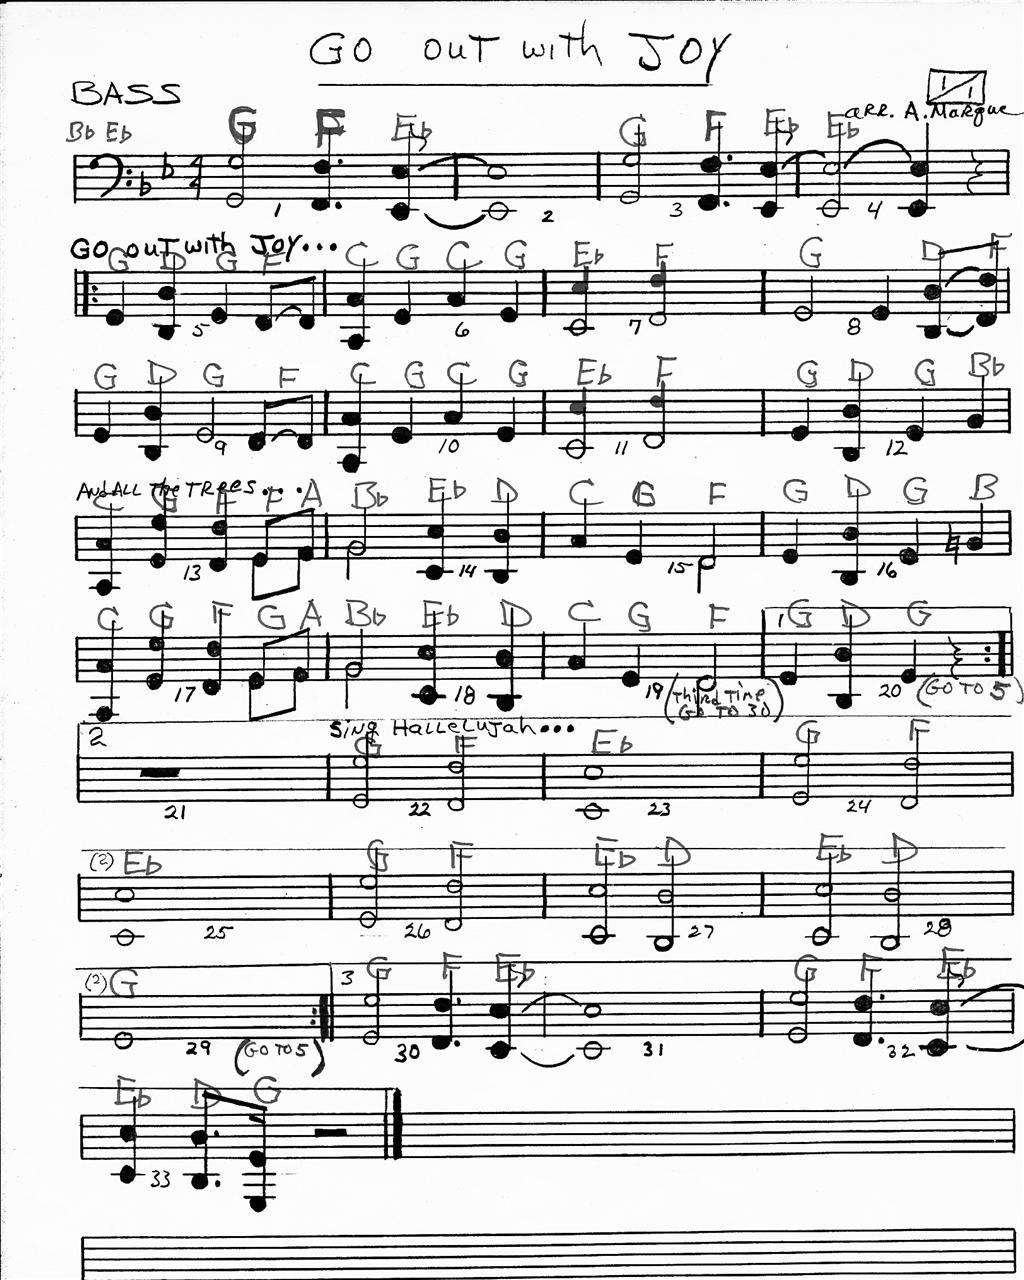 GO OUT with JOY
BASS
1/1
arr. A. Marque
Bb Eb G F Eb G F Eb Eb
4/4
1 2 3 4
GO OUT with JOY...
G D G F C G C G Eb F G D F
5 6 7 8
G D G F C G C G Eb F G D G Bb
9 10 11 12
And ALL the TREES....
C G F F A Bb Eb D C G F G D G B
13 14 15 16
C G F G A Bb Eb D C G F 1 G D G
17 18 19 (Third Time GO TO 30) 20 (GO TO 5)
2 Sing HALLELUJAH...
G F Eb G F
21 22 23 24
(2) Eb G F Eb D Eb D
25 26 27 28
(2) G 3 G F Eb G F Eb
29 (GO TO 5) 30 31 32
Eb D G
33